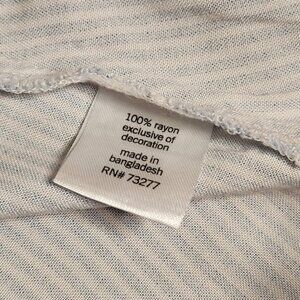 100% rayon
exclusive of
decoration
made in
bangladesh
RN# 73277